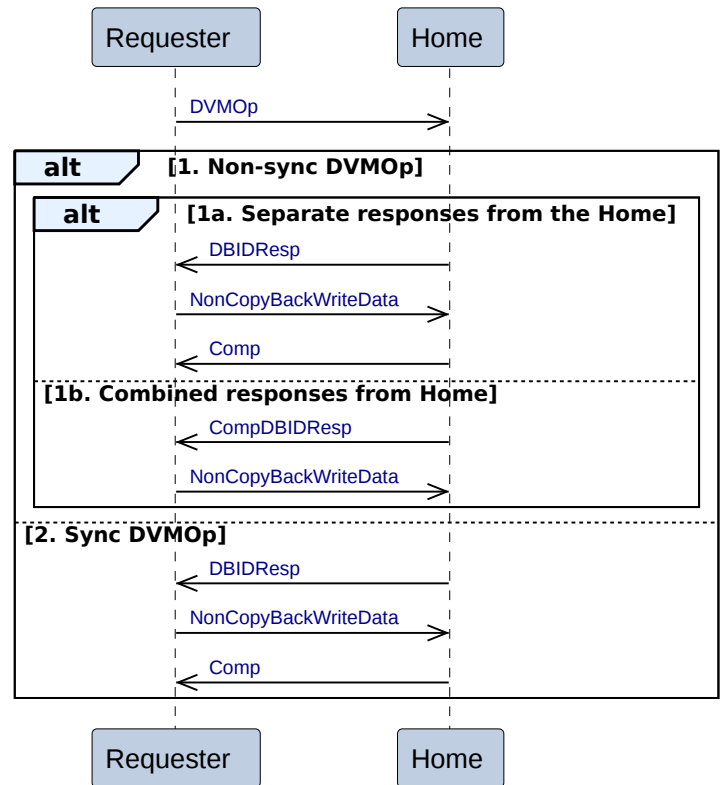 Requester Home
DVMOp
alt [1. Non-sync DVMOp]
alt [1a. Separate responses from the Home]
DBIDResp
NonCopyBackWriteData
Comp
[1b. Combined responses from Home]
CompDBIDResp
NonCopyBackWriteData
[2. Sync DVMOp]
DBIDResp
NonCopyBackWriteData
Comp
Requester Home